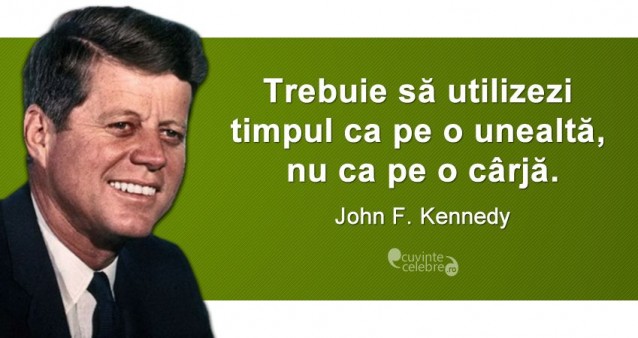 Trebuie să utilizezi
timpul ca pe o unealtă,
nu ca pe o cârjă.
John F. Kennedy
cuvinte
celebre.ro